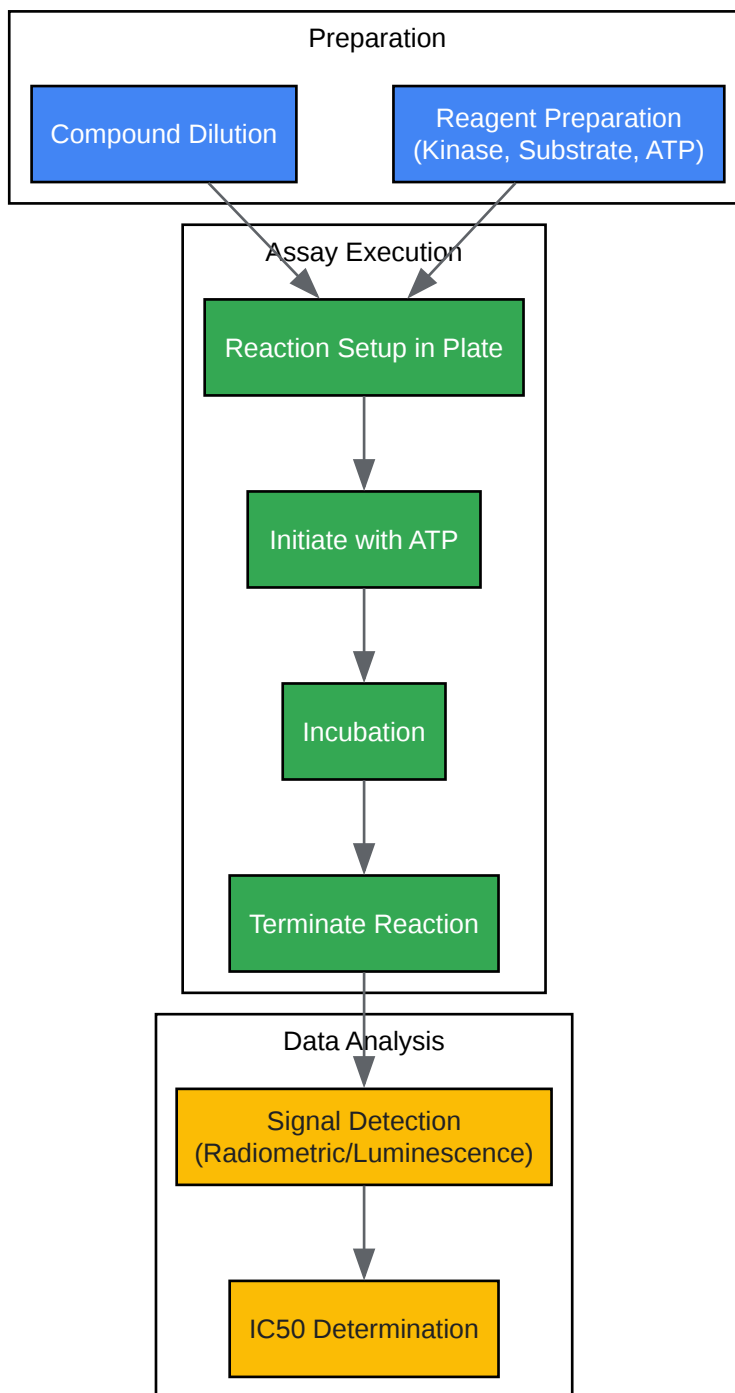 Preparation
Compound Dilution
Reagent Preparation
(Kinase, Substrate, ATP)
Assay Execution
Reaction Setup in Plate
Initiate with ATP
Incubation
Terminate Reaction
Data Analysis
Signal Detection
(Radiometric/Luminescence)
IC50 Determination